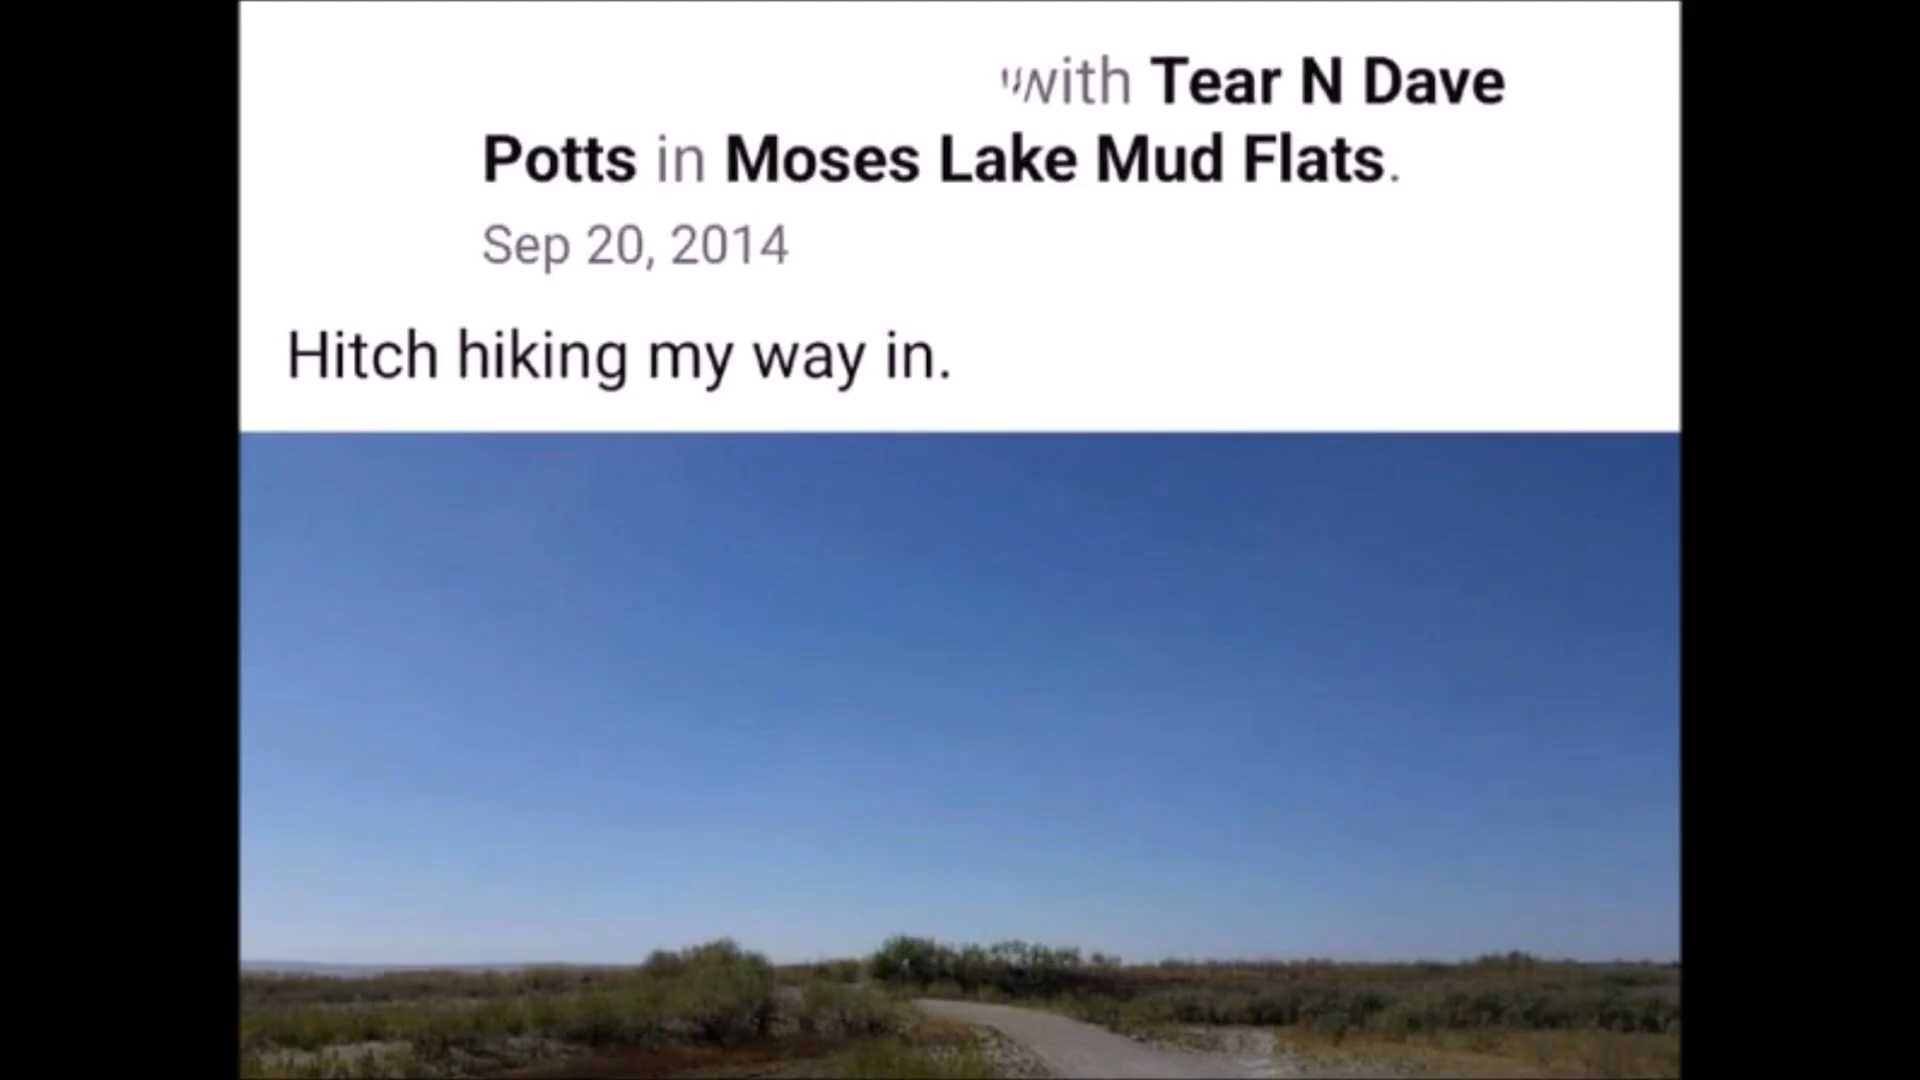 with Tear N Dave
Potts in Moses Lake Mud Flats.
Sep 20, 2014
Hitch hiking my way in.